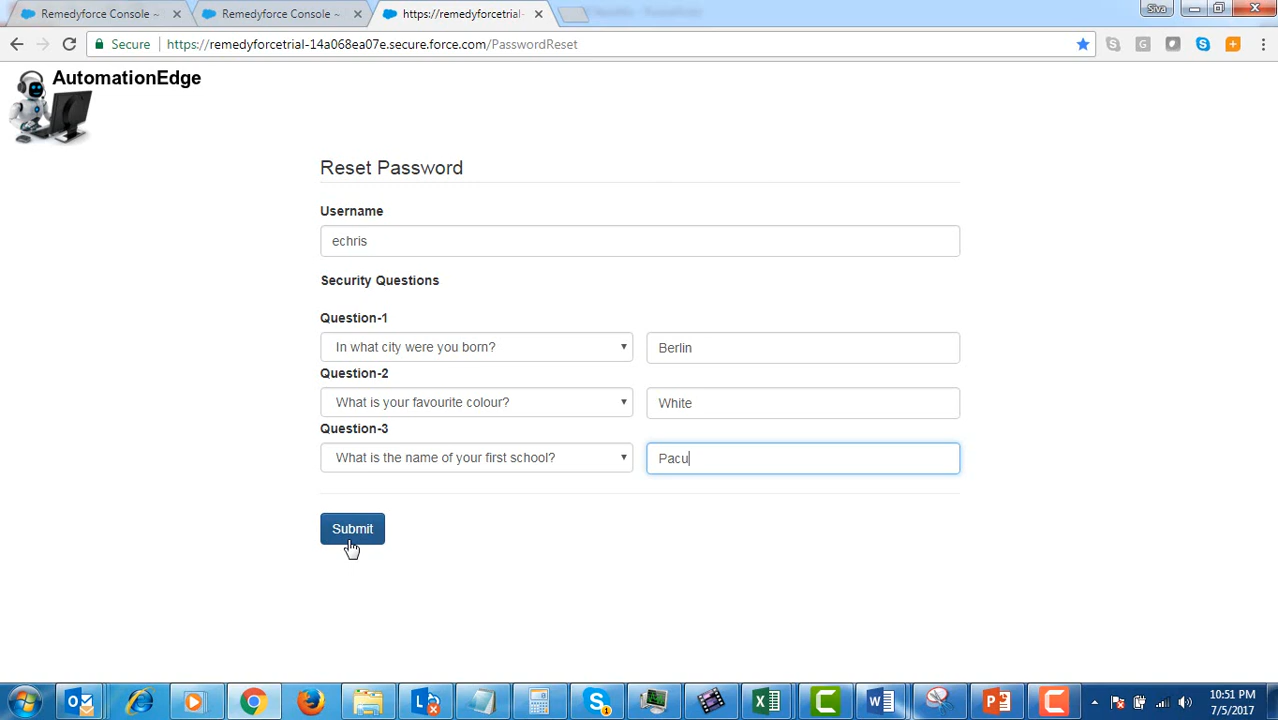 Remedyforce Console ~
Remedyforce Console ~
https://remedyforcetrial-
Siva
Secure
https://remedyforcetrial-14a068ea07e.secure.force.com/PasswordReset
AutomationEdge
Reset Password
Username
echris
Security Questions
Question-1
In what city were you born?
Berlin
Question-2
What is your favourite colour?
White
Question-3
What is the name of your first school?
Pacu
Submit
10:51 PM
7/5/2017